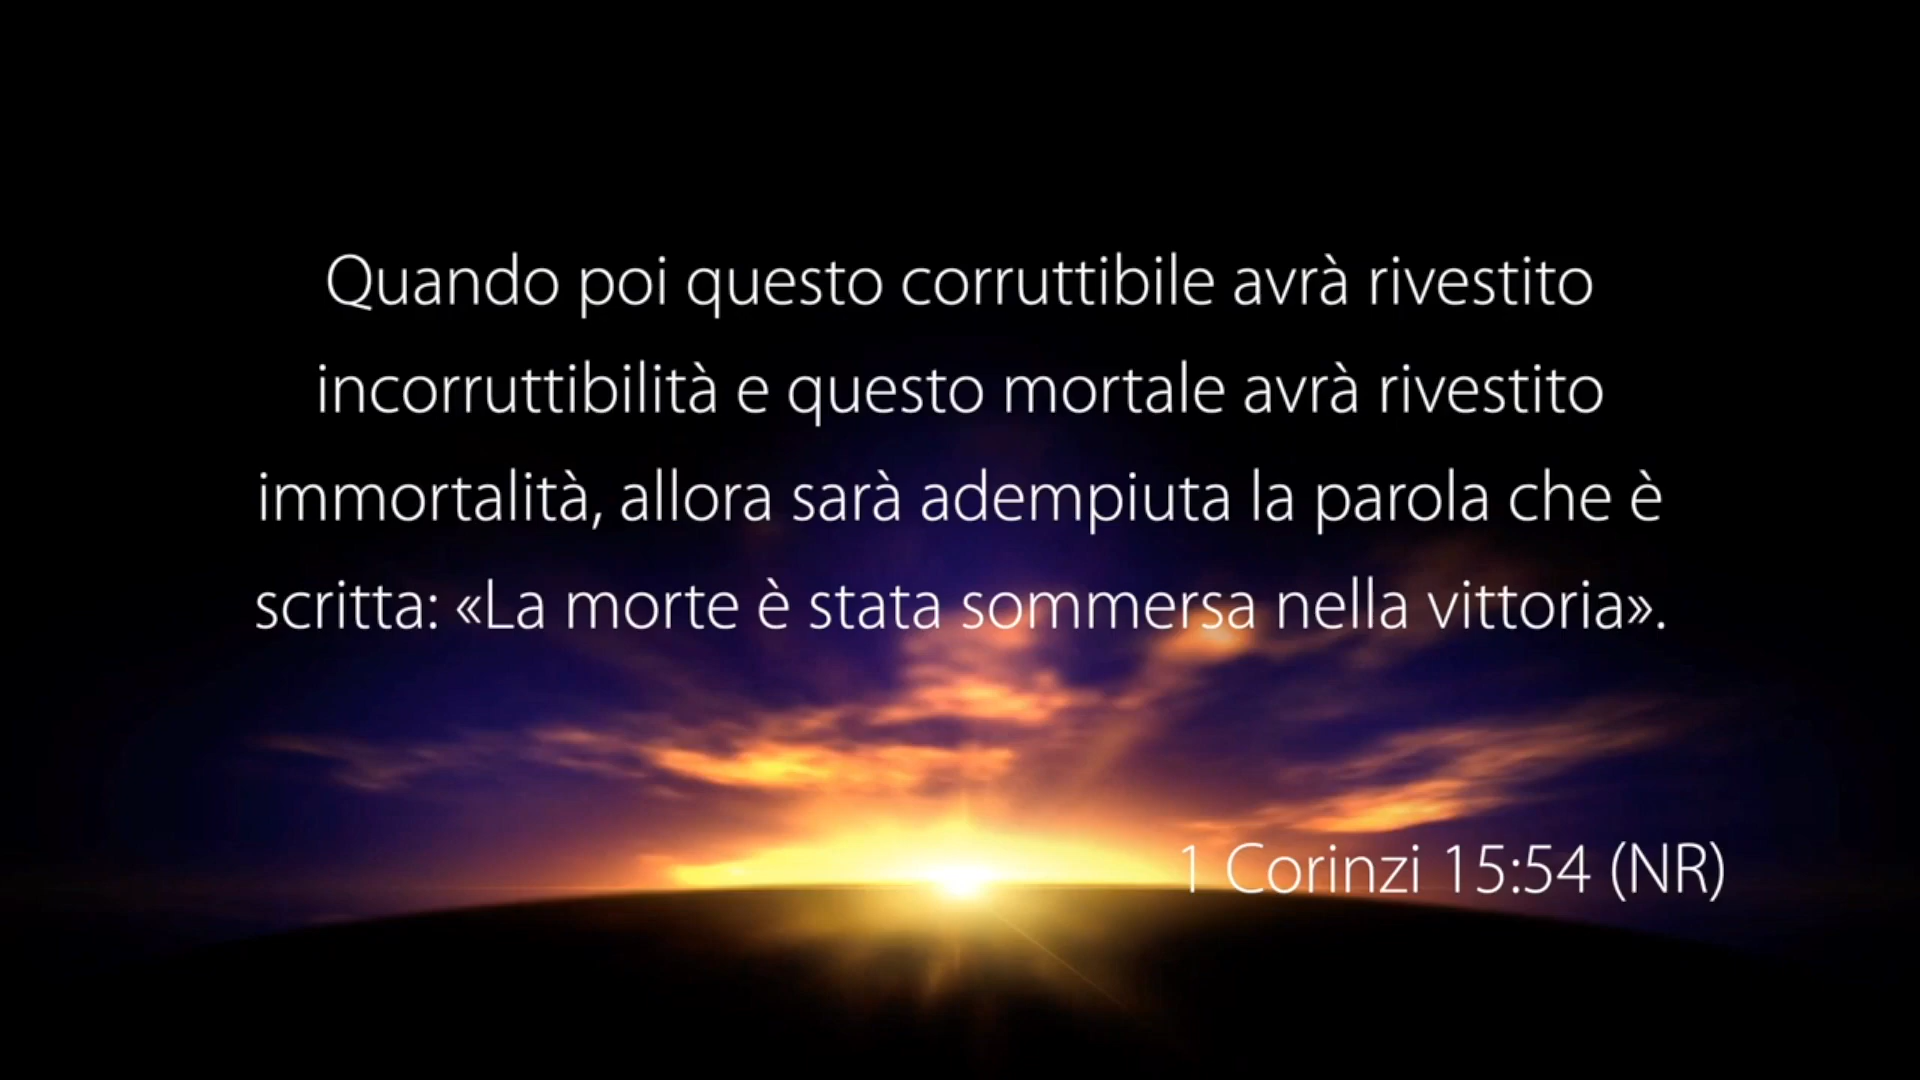 Quando poi questo corruttibile avrà rivestito
incorruttibilità e questo mortale avrà rivestito
immortalità, allora sarà adempiuta la parola che è
scritta: «La morte è stata sommersa nella vittoria».
1 Corinzi 15:54 (NR)